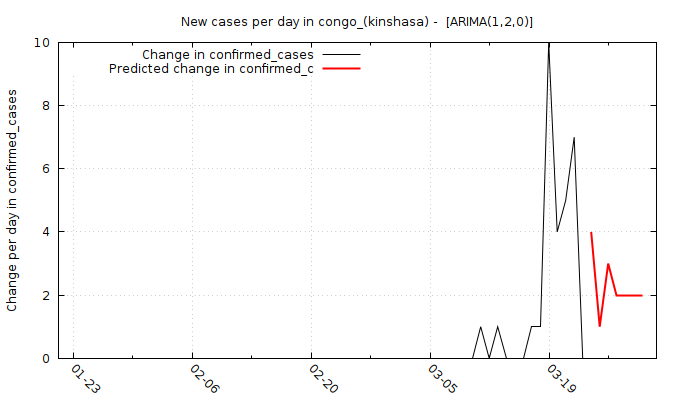 New cases per day in congo_(kinshasa) -  [ARIMA(1,2,0)]
Change in confirmed_cases
Predicted change in confirmed_c
Change per day in confirmed_cases
10
8
6
4
2
0
01-23
02-06
02-20
03-05
03-19